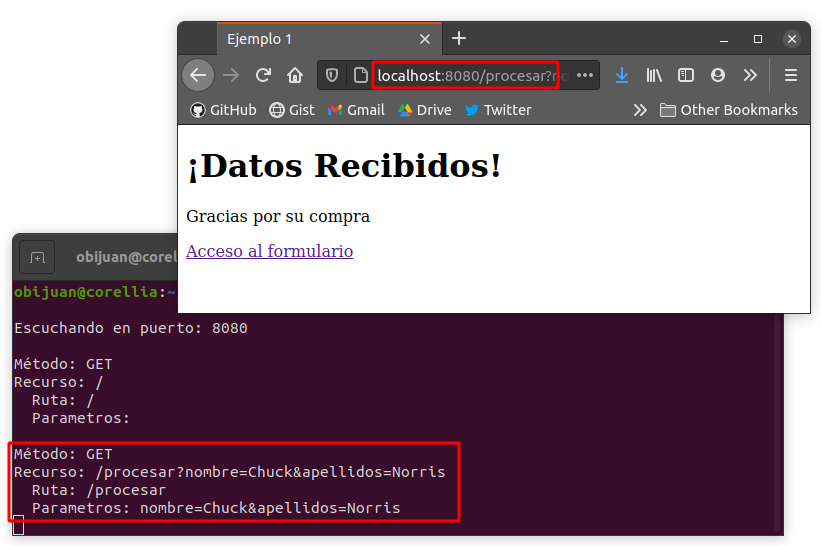 Ejemplo 1
localhost:8080/procesar?no
GitHub Gist Gmail Drive Twitter Other Bookmarks
¡Datos Recibidos!
Gracias por su compra
Acceso al formulario
obijuan@corel
obijuan@corellia:~
Escuchando en puerto: 8080
Método: GET
Recurso: /
Ruta: /
Parametros:
Método: GET
Recurso: /procesar?nombre=Chuck&apellidos=Norris
Ruta: /procesar
Parametros: nombre=Chuck&apellidos=Norris